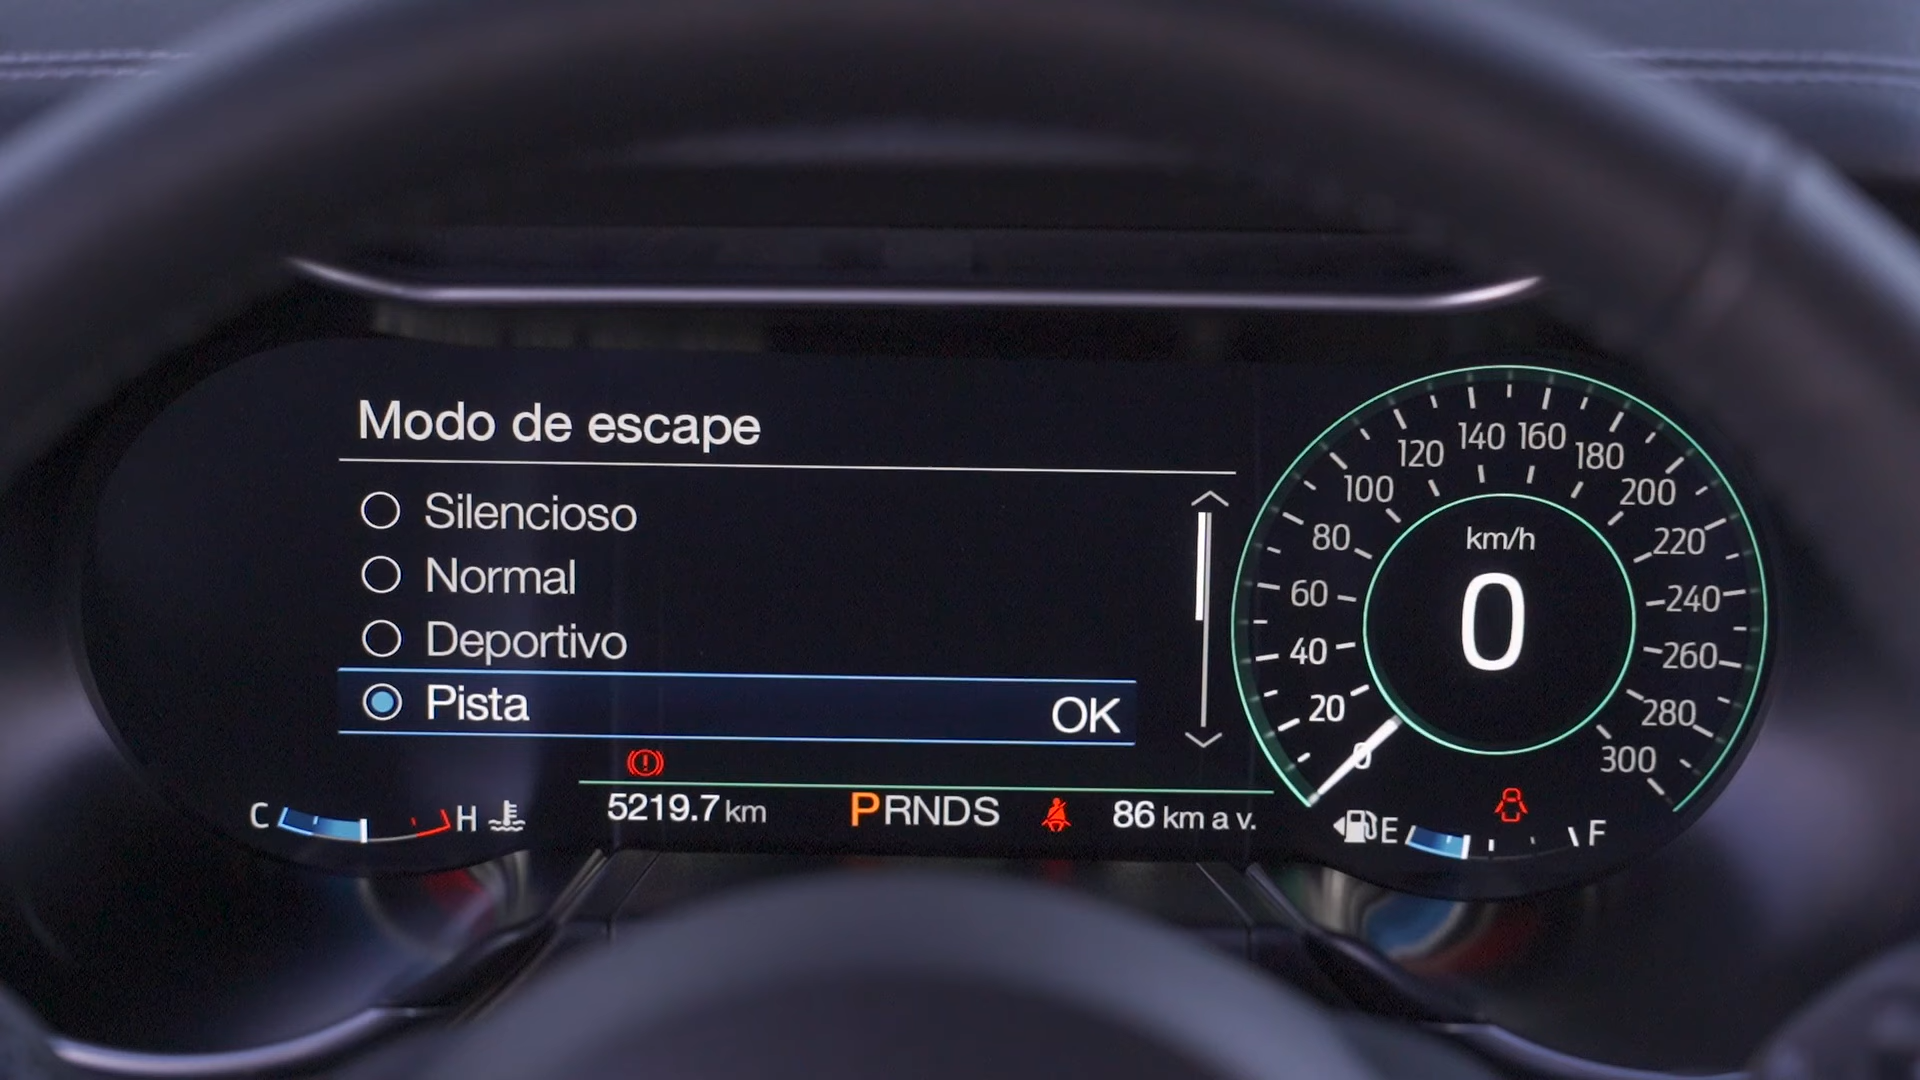 Modo de escape
Silencioso
Normal
Deportivo
Pista OK
C H
5219.7 km
PRNDS
86 km a v.
0 20 40 60 80 100 120 140 160 180 200 220 240 260 280 300
km/h
0
E F